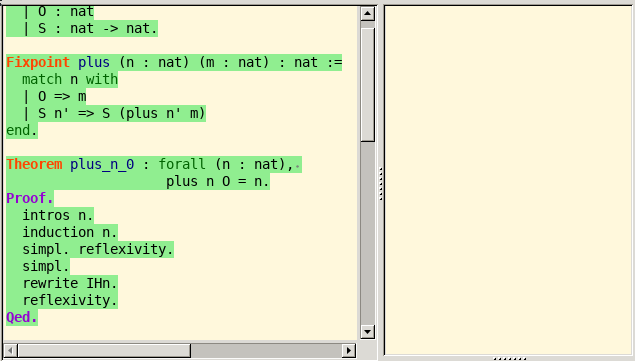 | O : nat
  | S : nat -> nat.

Fixpoint plus (n : nat) (m : nat) : nat :=
  match n with
  | O => m
  | S n' => S (plus n' m)
end.

Theorem plus_n_0 : forall (n : nat),
                    plus n O = n.
Proof.
  intros n.
  induction n.
  simpl. reflexivity.
  simpl.
  rewrite IHn.
  reflexivity.
Qed.